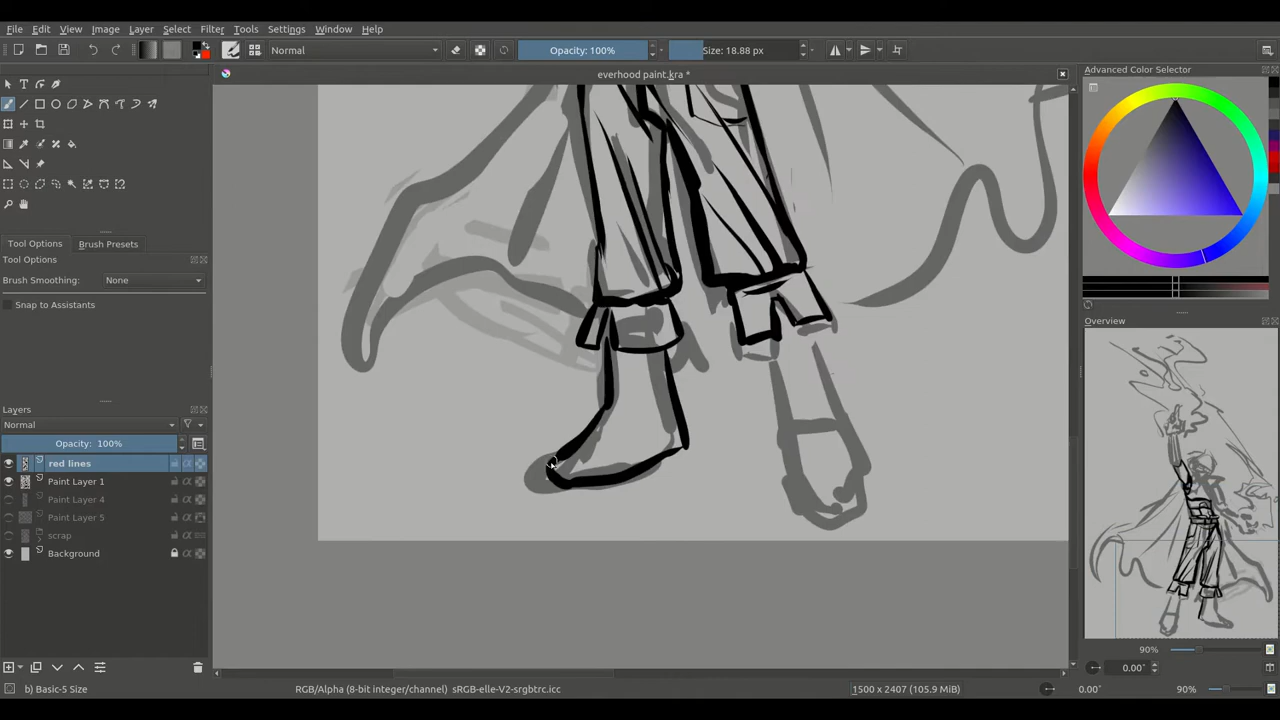 File Edit View Image Layer Select Filter Tools Settings Window Help
Normal Opacity: 100% Size: 18.88 px
everhood paint.kra *
Advanced Color Selector
Tool Options Brush Presets
Tool Options
Brush Smoothing: None
Snap to Assistants
Overview
Layers
Normal
Opacity: 100%
red lines
Paint Layer 1
Paint Layer 4
Paint Layer 5
scrap
Background
90%
0.00°
b) Basic-5 Size RGB/Alpha (8-bit integer/channel) sRGB-elle-V2-srgbtrc.icc 1500 x 2407 (105.9 MiB) 0.00° 90%